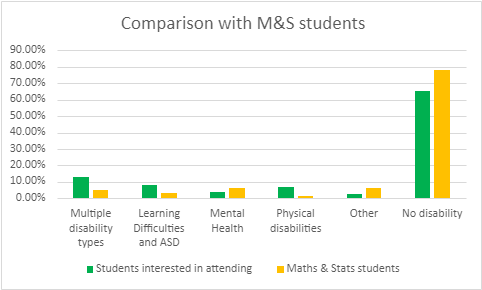 Comparison with M&S students
90.00%
80.00%
70.00%
60.00%
50.00%
40.00%
30.00%
20.00%
10.00%
0.00%
Multiple
disability
types
Learning
Difficulties
and ASD
Mental
Health
Physical
disabilities
Other
No disability
Students interested in attending
Maths & Stats students